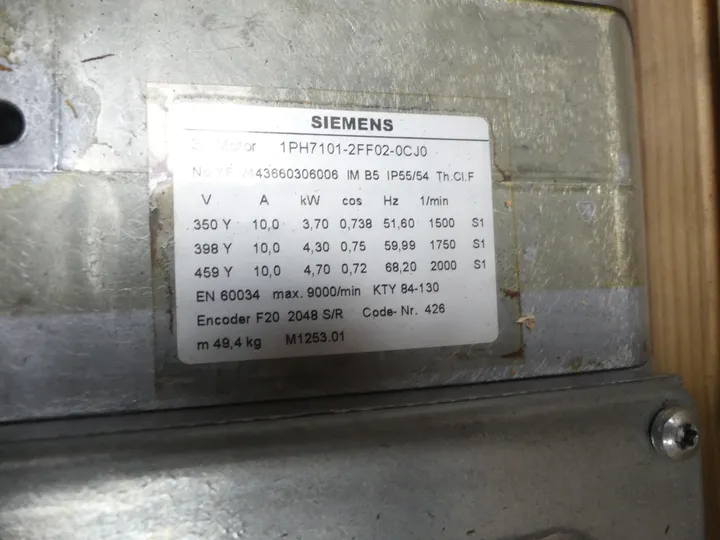 SIEMENS
Motor 1PH7101-2FF02-0CJ0
No YF 43660306006 IM B5 IP55/54 Th.Cl.F
V A kW cos Hz 1/min
350 Y 10,0 3,70 0,738 51,60 1500 S1
398 Y 10,0 4,30 0,75 59,99 1750 S1
459 Y 10,0 4,70 0,72 68,20 2000 S1
EN 60034 max. 9000/min KTY 84-130
Encoder F20 2048 S/R Code- Nr. 426
m 49,4 kg M1253.01